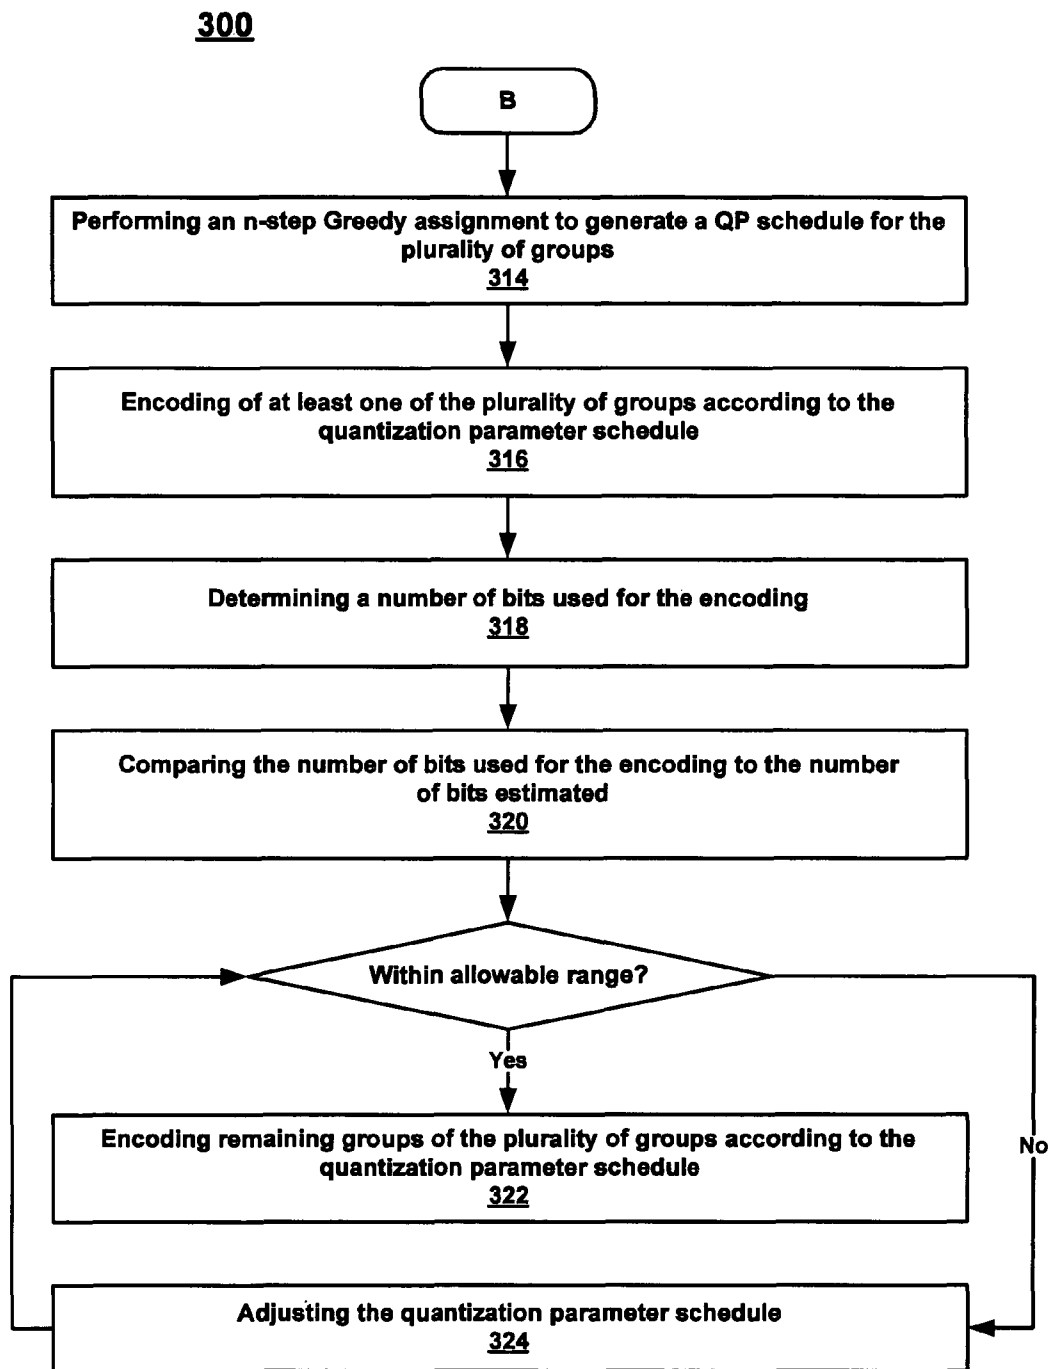 300
B
Performing an n-step Greedy assignment to generate a QP schedule for the
plurality of groups
314
Encoding of at least one of the plurality of groups according to the
quantization parameter schedule
316
Determining a number of bits used for the encoding
318
Comparing the number of bits used for the encoding to the number
of bits estimated
320
Within allowable range?
Yes
Encoding remaining groups of the plurality of groups according to the
quantization parameter schedule
322
No
Adjusting the quantization parameter schedule
324